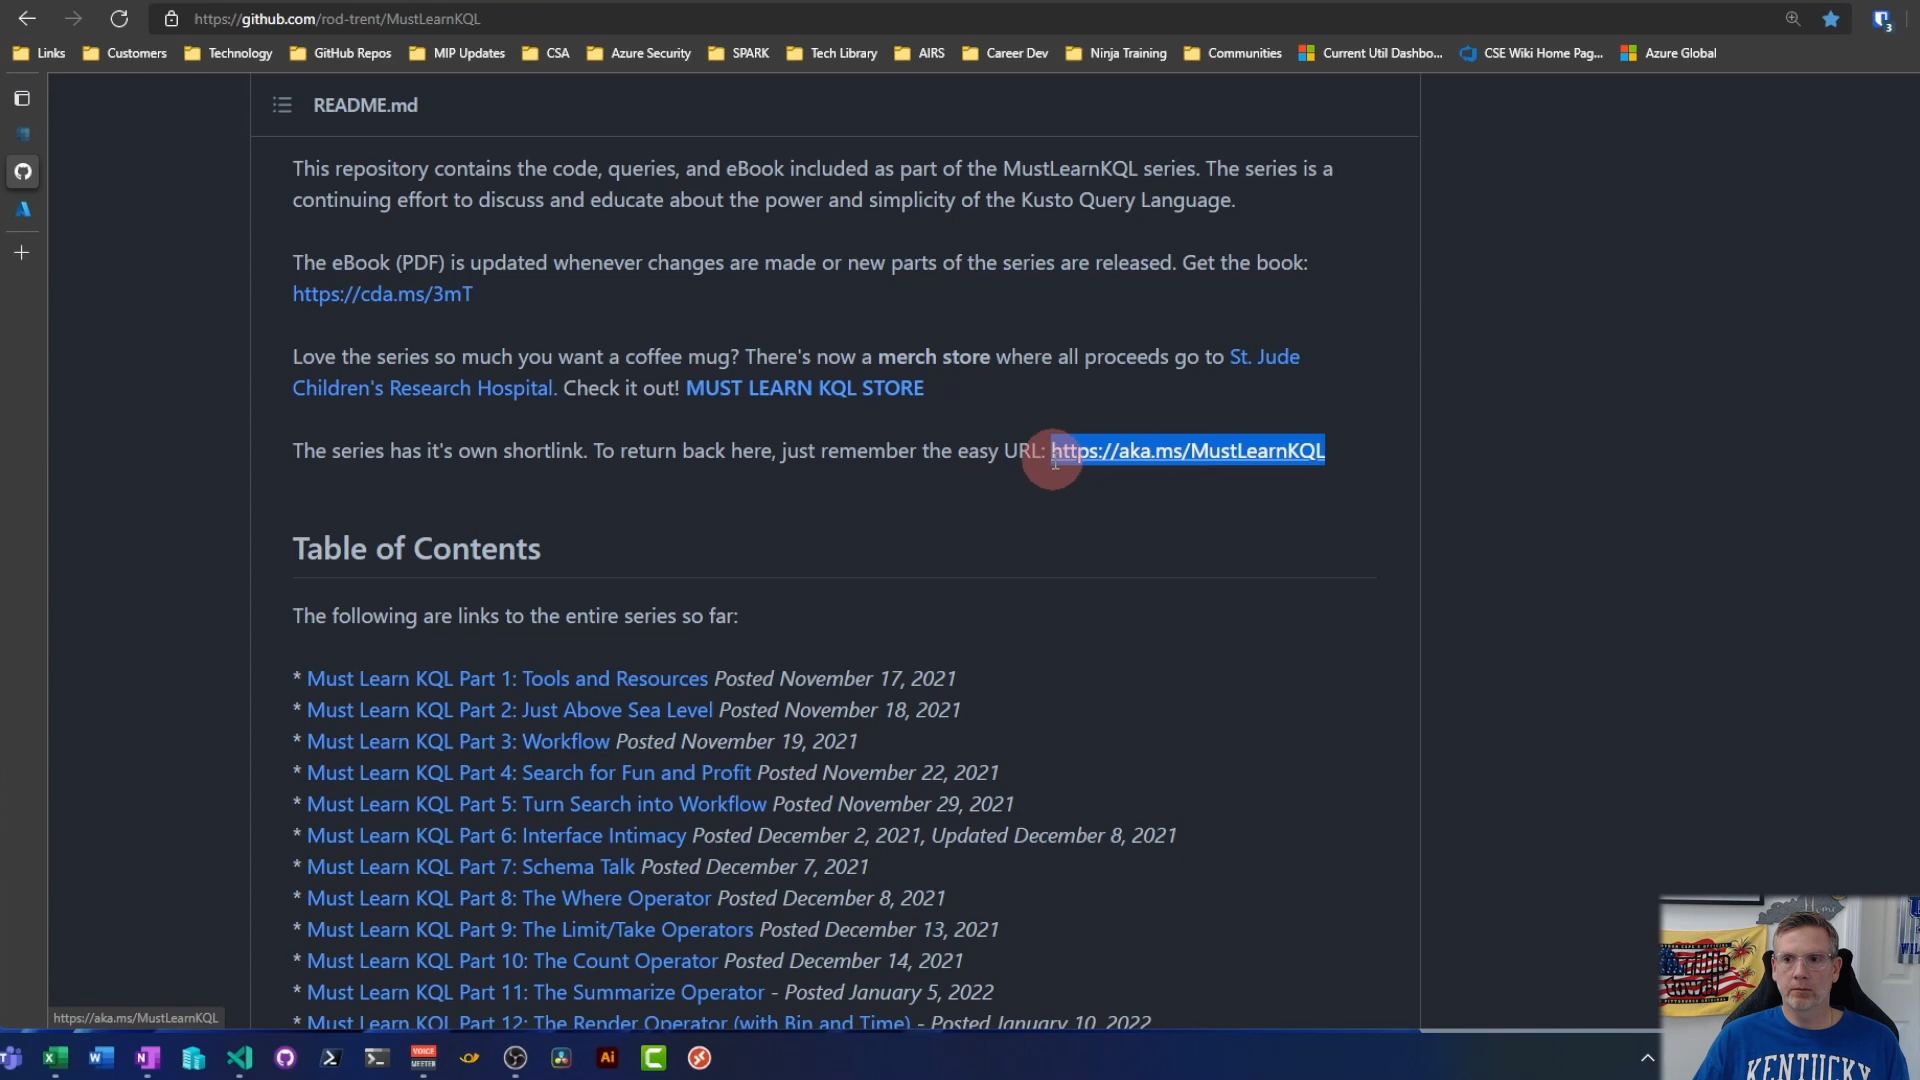 https://github.com/rod-trent/MustLearnKQL
3
Links Customers Technology GitHub Repos MIP Updates CSA Azure Security SPARK Tech Library AIRS Career Dev Ninja Training Communities Current Util Dashbo... CSE Wiki Home Pag... Azure Global
README.md
This repository contains the code, queries, and eBook included as part of the MustLearnKQL series. The series is a
continuing effort to discuss and educate about the power and simplicity of the Kusto Query Language.
The eBook (PDF) is updated whenever changes are made or new parts of the series are released. Get the book:
https://cda.ms/3mT
Love the series so much you want a coffee mug? There's now a merch store where all proceeds go to St. Jude
Children's Research Hospital. Check it out! MUST LEARN KQL STORE
The series has it's own shortlink. To return back here, just remember the easy URL: https://aka.ms/MustLearnKQL
Table of Contents
The following are links to the entire series so far:
* Must Learn KQL Part 1: Tools and Resources Posted November 17, 2021
* Must Learn KQL Part 2: Just Above Sea Level Posted November 18, 2021
* Must Learn KQL Part 3: Workflow Posted November 19, 2021
* Must Learn KQL Part 4: Search for Fun and Profit Posted November 22, 2021
* Must Learn KQL Part 5: Turn Search into Workflow Posted November 29, 2021
* Must Learn KQL Part 6: Interface Intimacy Posted December 2, 2021, Updated December 8, 2021
* Must Learn KQL Part 7: Schema Talk Posted December 7, 2021
* Must Learn KQL Part 8: The Where Operator Posted December 8, 2021
* Must Learn KQL Part 9: The Limit/Take Operators Posted December 13, 2021
* Must Learn KQL Part 10: The Count Operator Posted December 14, 2021
* Must Learn KQL Part 11: The Summarize Operator - Posted January 5, 2022
* Must Learn KQL Part 12: The Render Operator (with Bin and Time) - Posted January 10, 2022
https://aka.ms/MustLearnKQL
VOICE
MEETER
Ai
Home
KENTUCKY